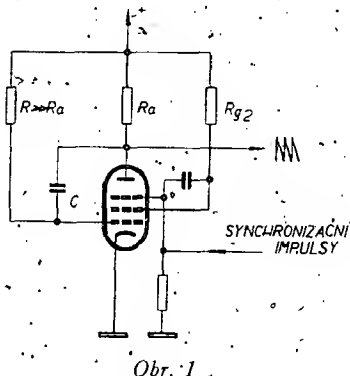 +
R≫Ra
Ra
Rg2
C
SYNCHRONIZAČNÍ
IMPULSY
Obr. 1